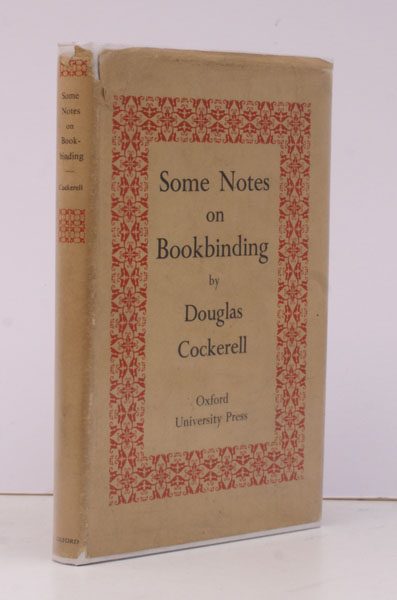 Some
Notes
on
Book-
binding
Cockerell
OXFORD
Some Notes
on
Bookbinding
by
Douglas
Cockerell
Oxford
University Press